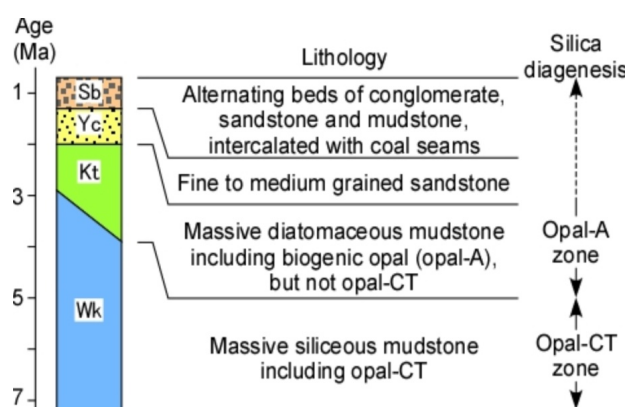 Age
(Ma)
Lithology
Silica
diagenesis
1
Sb
Alternating beds of conglomerate,
sandstone and mudstone,
intercalated with coal seams
Yc
Kt
Fine to medium grained sandstone
3
Massive diatomaceous mudstone
including biogenic opal (opal-A),
but not opal-CT
Opal-A
zone
5
Wk
Massive siliceous mudstone
including opal-CT
Opal-CT
zone
7